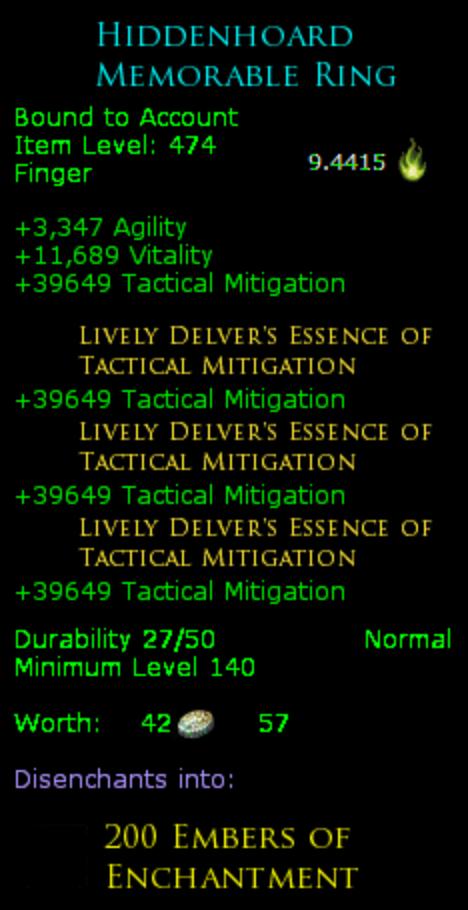 Hiddenhoard
Memorable Ring
Bound to Account
Item Level: 474
Finger
9.4415
+3,347 Agility
+11,689 Vitality
+39649 Tactical Mitigation
Lively Delver's Essence of
Tactical Mitigation
+39649 Tactical Mitigation
Lively Delver's Essence of
Tactical Mitigation
+39649 Tactical Mitigation
Lively Delver's Essence of
Tactical Mitigation
+39649 Tactical Mitigation
Durability 27/50 Normal
Minimum Level 140
Worth: 42 57
Disenchants into:
200 Embers of
Enchantment